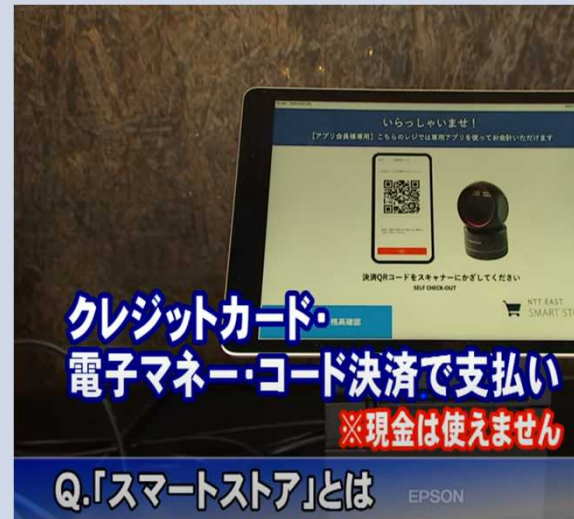 いらっしゃいませ！
【アプリ会員様専用】こちらのレジでは専用アプリを使ってお会計いただけます
決済QRコードをスキャナーにかざしてください
SELF CHECK-OUT
残高確認
NTT EAST
SMART STO
クレジットカード・
電子マネー・コード決済で支払い
※現金は使えません
Q.「スマートストア」とは
EPSON